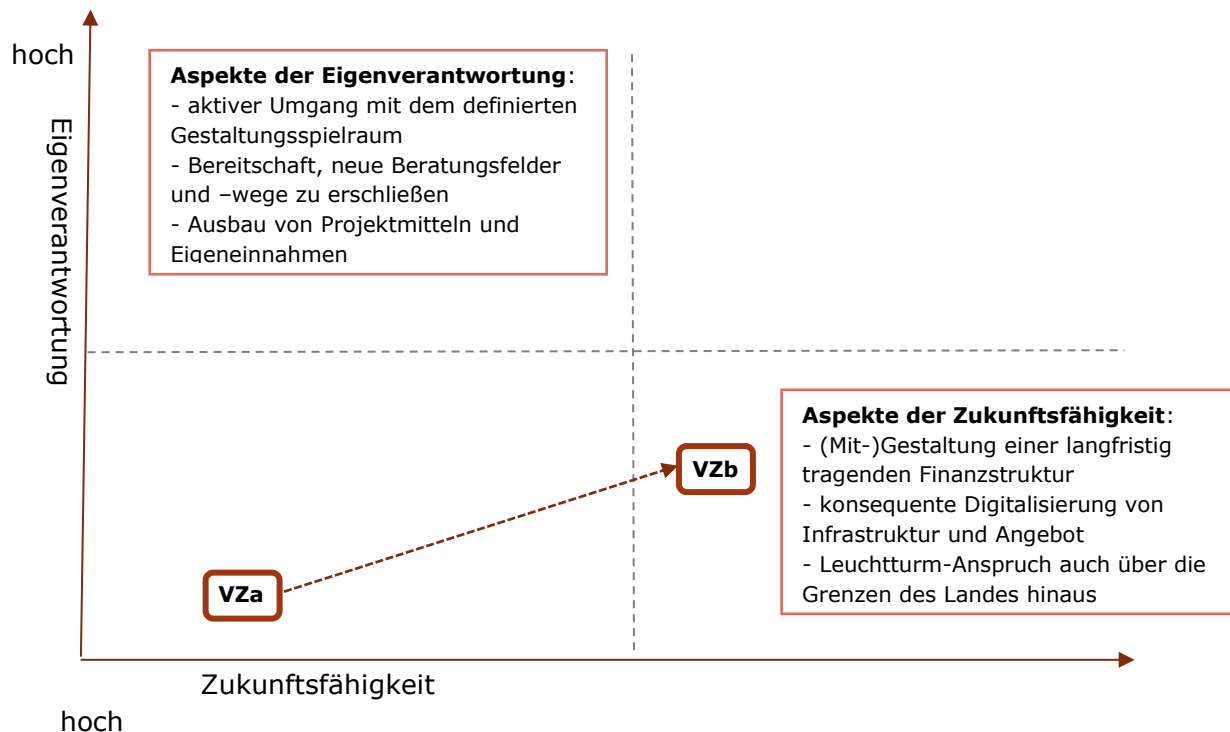 hoch
Eigenverantwortung
Aspekte der Eigenverantwortung:
- aktiver Umgang mit dem definierten
Gestaltungsspielraum
- Bereitschaft, neue Beratungsfelder
und –wege zu erschließen
- Ausbau von Projektmitteln und
Eigeneinnahmen
Aspekte der Zukunftsfähigkeit:
- (Mit-)Gestaltung einer langfristig
tragenden Finanzstruktur
- konsequente Digitalisierung von
Infrastruktur und Angebot
- Leuchtturm-Anspruch auch über die
Grenzen des Landes hinaus
VZb
VZa
Zukunftsfähigkeit
hoch